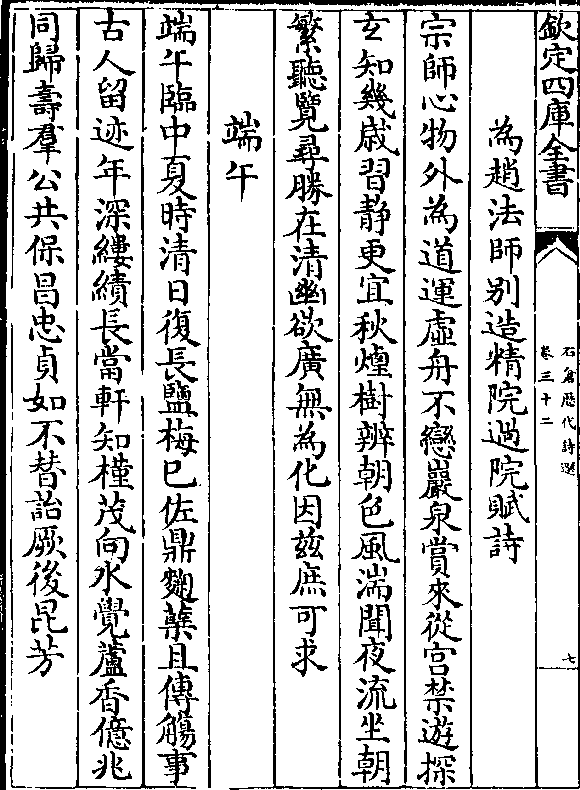 欽定四庫全書
石倉歷代詩選
卷三十二
七
為趙法師別造精院過院賦詩
宗師心物外為道運虛舟不戀巖泉賞來從宫禁遊探
玄知幾歲習静更宜秋煙樹辨朝色風湍聞夜流坐朝
繁聽覽尋勝在清幽欲廣無為化因兹庶可求
端午
端午臨中夏時清日復長鹽梅已佐鼎麴蘖且傳觴事
古人留迹年深縷績長當軒知槿茂向水覺蘆香億兆
同歸壽羣公共保昌忠貞如不替詒厥後昆芳